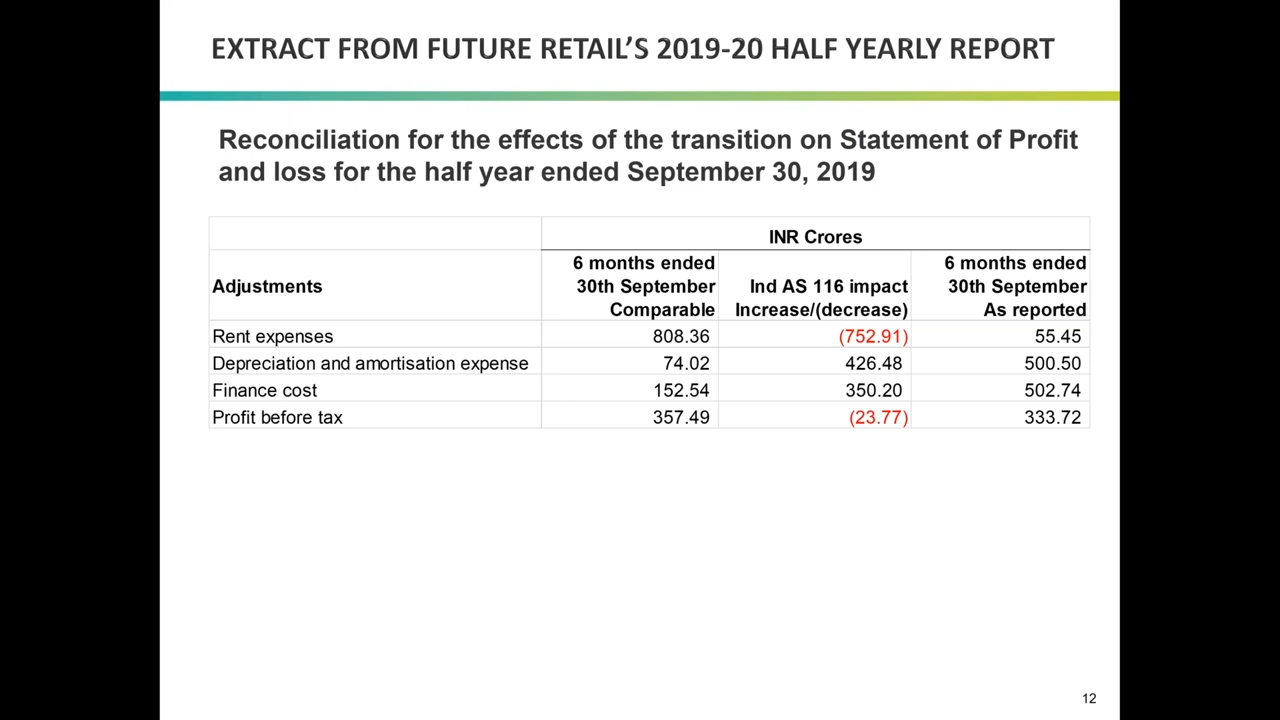 EXTRACT FROM FUTURE RETAIL'S 2019-20 HALF YEARLY REPORT
Reconciliation for the effects of the transition on Statement of Profit
and loss for the half year ended September 30, 2019
INR Crores
Adjustments
6 months ended
30th September
Comparable
Ind AS 116 impact
Increase/(decrease)
6 months ended
30th September
As reported
Rent expenses 808.36 (752.91) 55.45
Depreciation and amortisation expense 74.02 426.48 500.50
Finance cost 152.54 350.20 502.74
Profit before tax 357.49 (23.77) 333.72
12